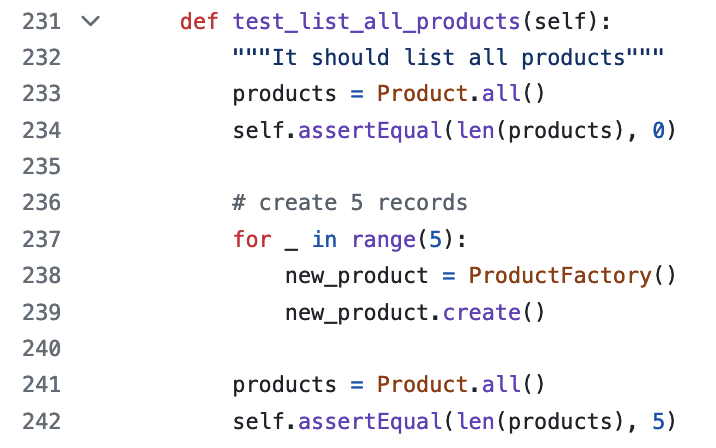 231 def test_list_all_products(self):
232 """It should list all products"""
233 products = Product.all()
234 self.assertEqual(len(products), 0)
235
236 # create 5 records
237 for _ in range(5):
238 new_product = ProductFactory()
239 new_product.create()
240
241 products = Product.all()
242 self.assertEqual(len(products), 5)